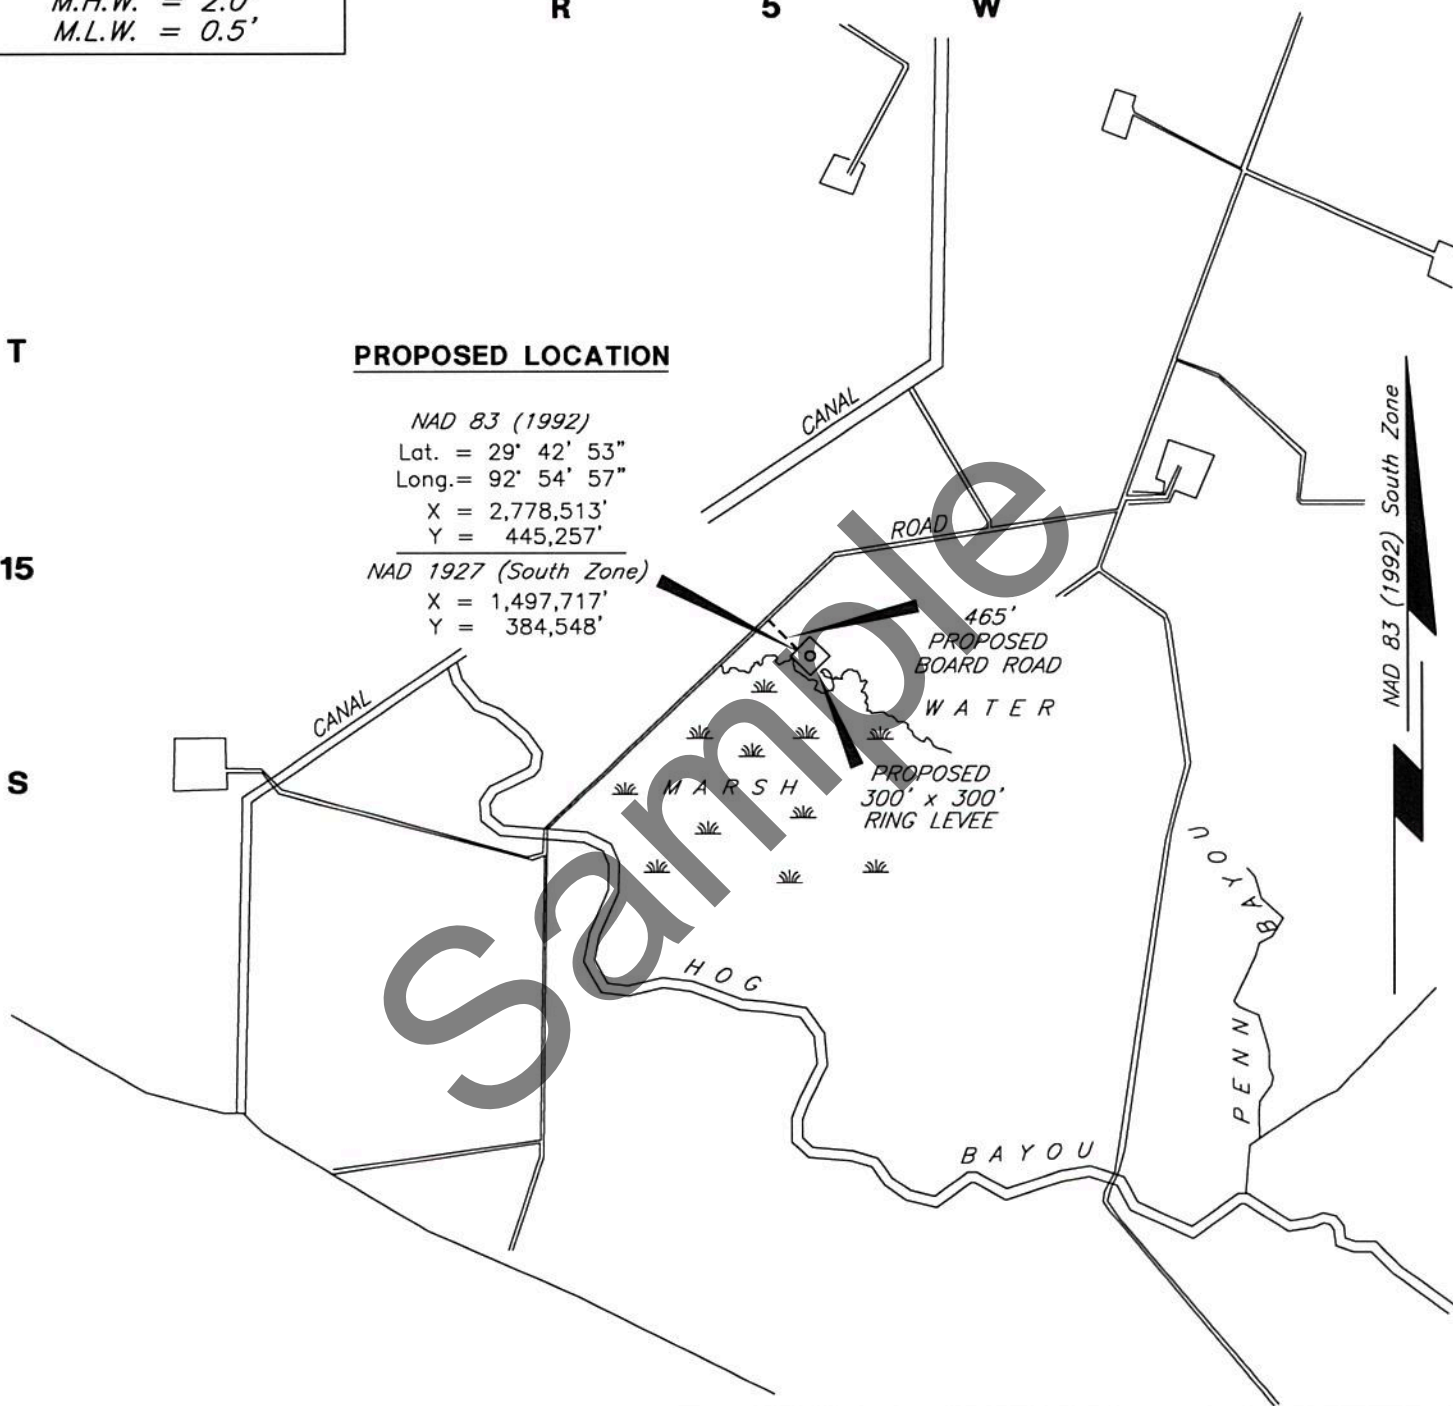 M.H.W. = 2.0'
M.L.W. = 0.5'
R 5 W
T
15
S
PROPOSED LOCATION
NAD 83 (1992)
Lat. = 29° 42' 53"
Long.= 92° 54' 57"
X = 2,778,513'
Y = 445,257'
NAD 1927 (South Zone)
X = 1,497,717'
Y = 384,548'
CANAL
ROAD
465'
PROPOSED
BOARD ROAD
WATER
PROPOSED
300' x 300'
RING LEVEE
MARSH
CANAL
HOG
BAYOU
PENN
BAYOU
NAD 83 (1992) South Zone
Sample